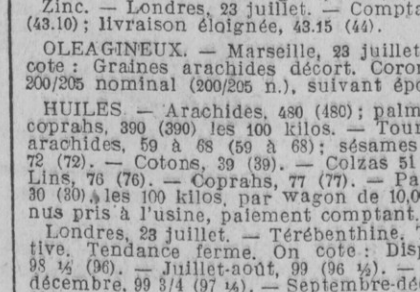 Zinc. — Londres, 23 juillet. — Compta
(43.10) ; livraison éloignée, 43.15 (44).
OLEAGINEUX. — Marseille, 23 juillet
cote : Graines arachides décort. Coron
200/205 nominal (200/205 n.), suivant épo
HUILES. — Arachides, 480 (480) ; palm
coprahs, 390 (390) les 100 kilos. — Tour
arachides, 59 à 68 (59 à 68) ; sésames
72 (72). — Cotons, 39 (39). — Colzas 51
Lins, 76 (76). — Coprahs, 77 (77). — Pa
30 (30), les 100 kilos, par wagon de 10,0
nus pris à l'usine, paiement comptant.
Londres, 23 juillet. — Térébenthine.
tive. Tendance ferme. On cote : Disp
98 ½ (96). — Juillet-août, 99 (96 ½). —
décembre, 99 3/4 (97 ¼). — Septembre-dé